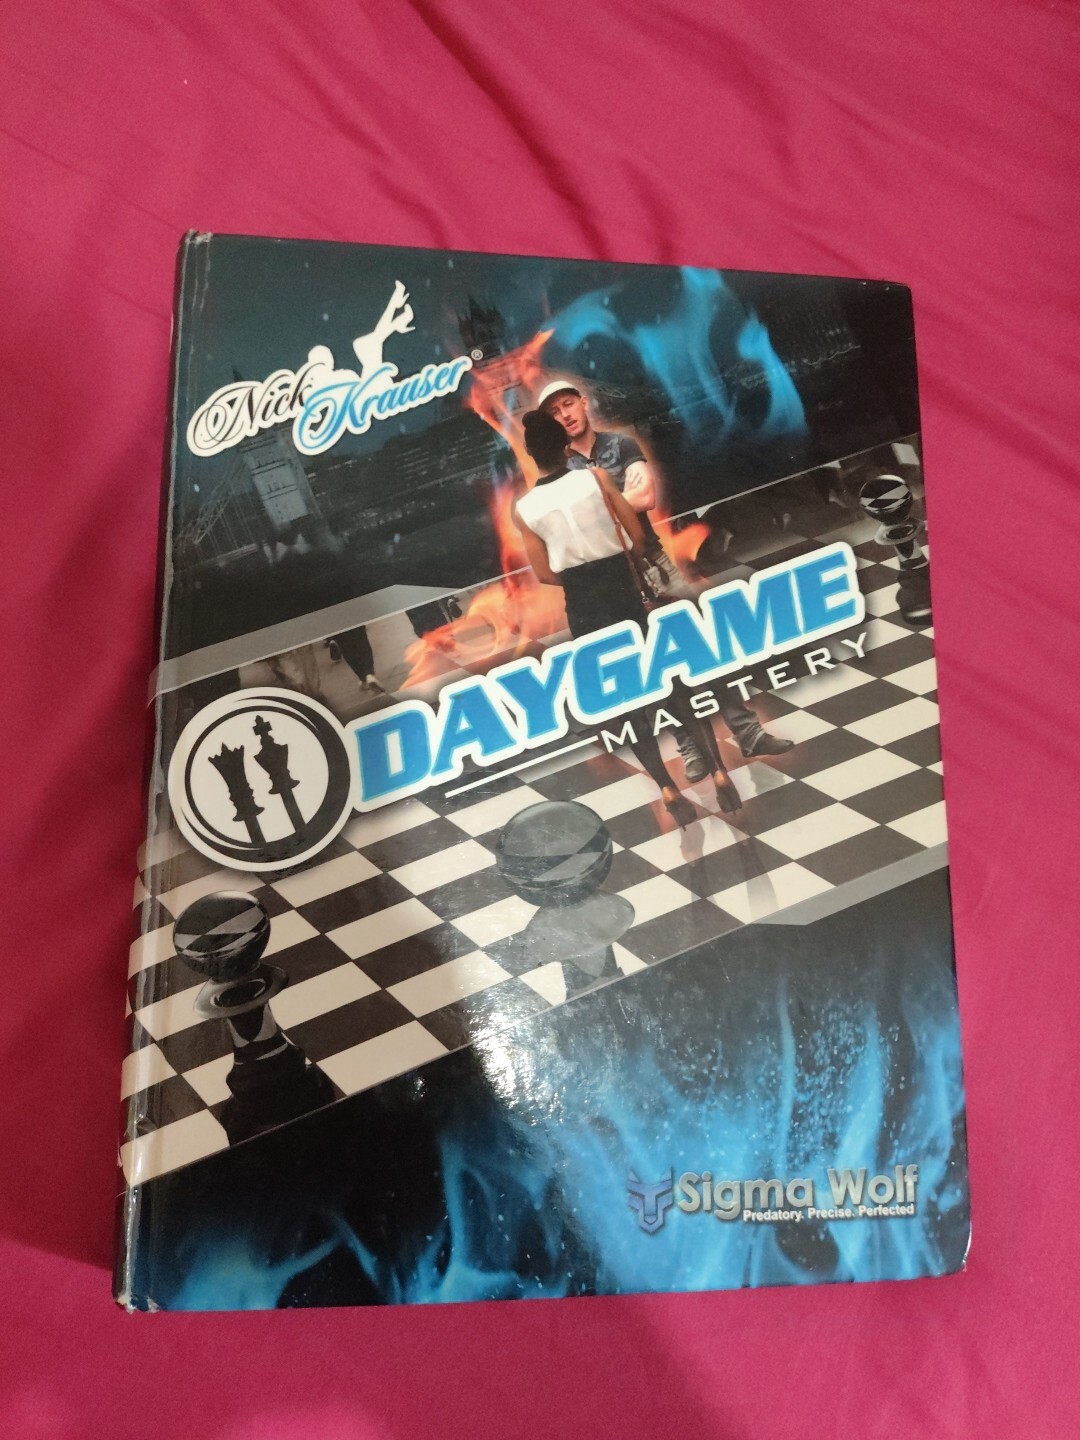 Nick Krauser®
DAYGAME
MASTERY
Sigma Wolf
Predatory. Precise. Perfected